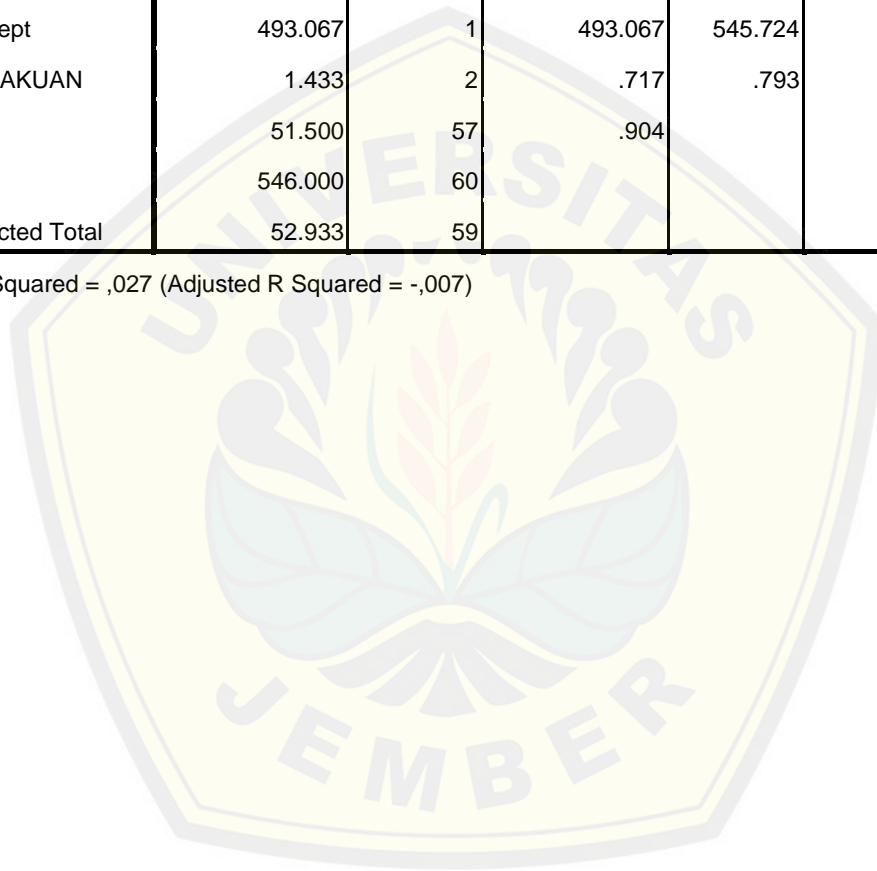 ept 493.067 1 493.067 545.724
AKUAN 1.433 2 .717 .793
51.500 57 .904
546.000 60
cted Total 52.933 59
Squared = ,027 (Adjusted R Squared = -,007)
UNIVERSITAS
JEMBER